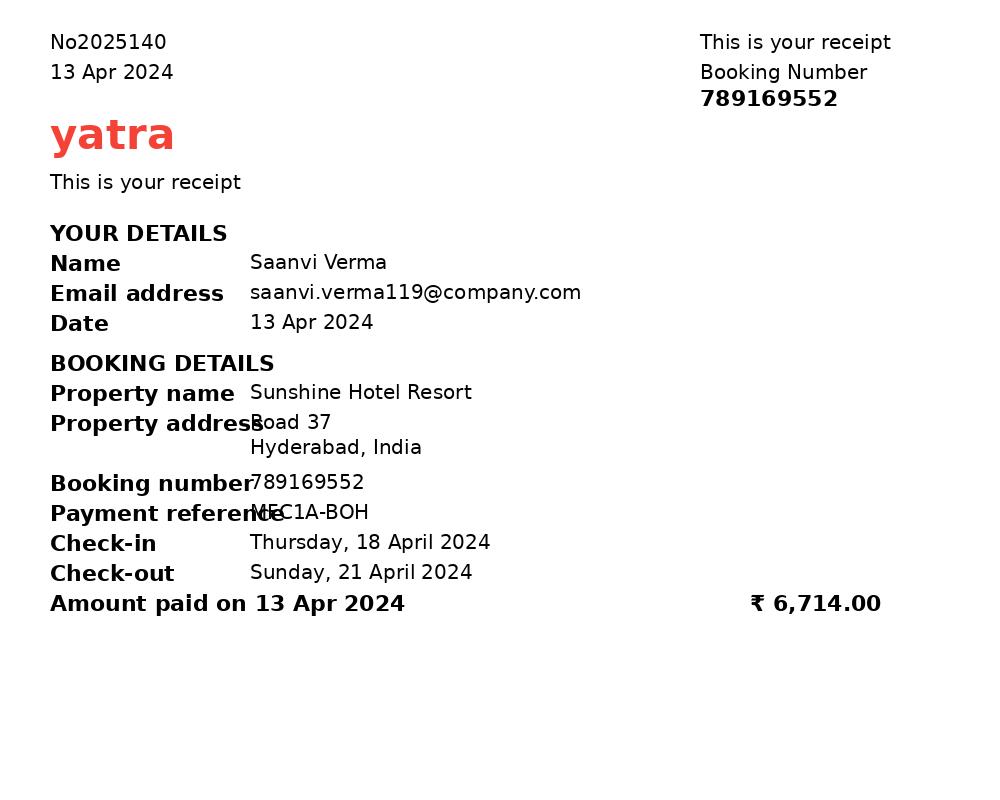 No2025140
This is your receipt
13 Apr 2024
Booking Number
789169552
yatra
This is your receipt
YOUR DETAILS
Name Saanvi Verma
Email address saanvi.verma119@company.com
Date 13 Apr 2024
BOOKING DETAILS
Property name Sunshine Hotel Resort
Property address Road 37
Hyderabad, India
Booking number 789169552
Payment reference MFC1A-BOH
Check-in Thursday, 18 April 2024
Check-out Sunday, 21 April 2024
Amount paid on 13 Apr 2024 ₹ 6,714.00